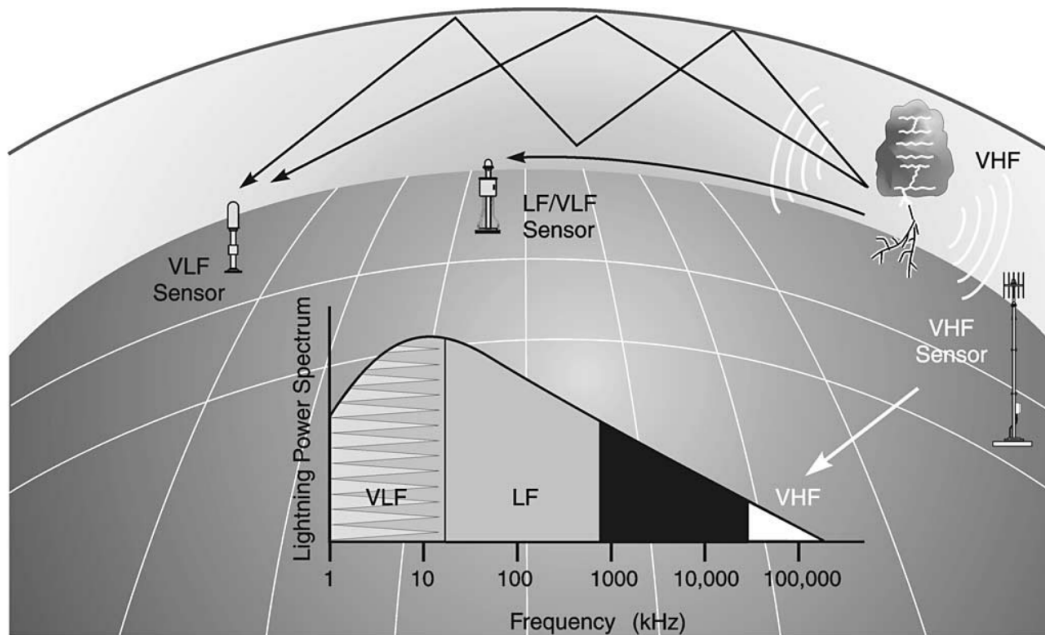 VHF
LF/VLF
Sensor
VLF
Sensor
VHF
Sensor
Lightning Power Spectrum
VLF
LF
VHF
1
10
100
1000
10,000
100,000
Frequency (kHz)